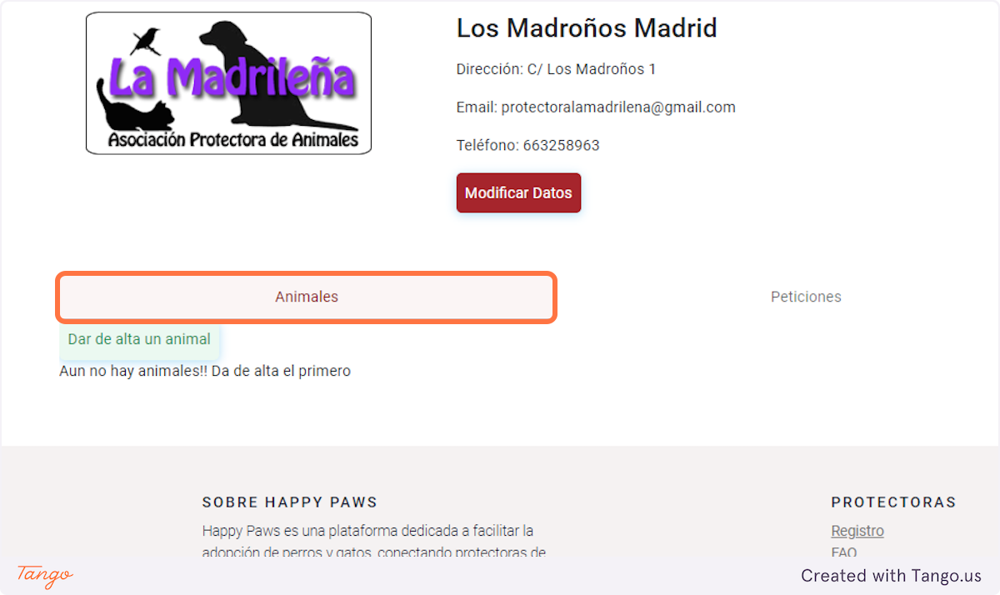 La Madrileña
Asociación Protectora de Animales
Los Madroños Madrid
Dirección: C/ Los Madroños 1
Email: protectoralamadrilena@gmail.com
Teléfono: 663258963
Modificar Datos
Animales
Peticiones
Dar de alta un animal
Aun no hay animales!! Da de alta el primero
SOBRE HAPPY PAWS
Happy Paws es una plataforma dedicada a facilitar la
adopción de perros y gatos, conectando protectoras de
PROTECTORAS
Registro
FAQ
Tango
Created with Tango.us